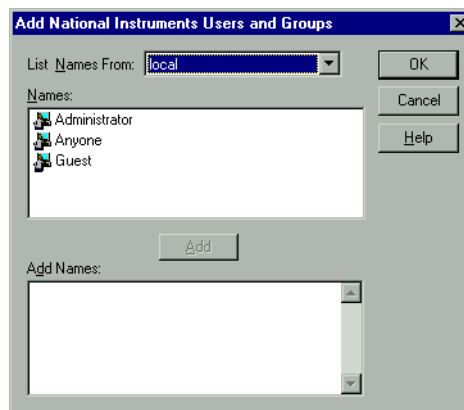 Add National Instruments Users and Groups
List Names From: local
OK
Names:
Cancel
Administrator
Help
Anyone
Guest
Add
Add Names: